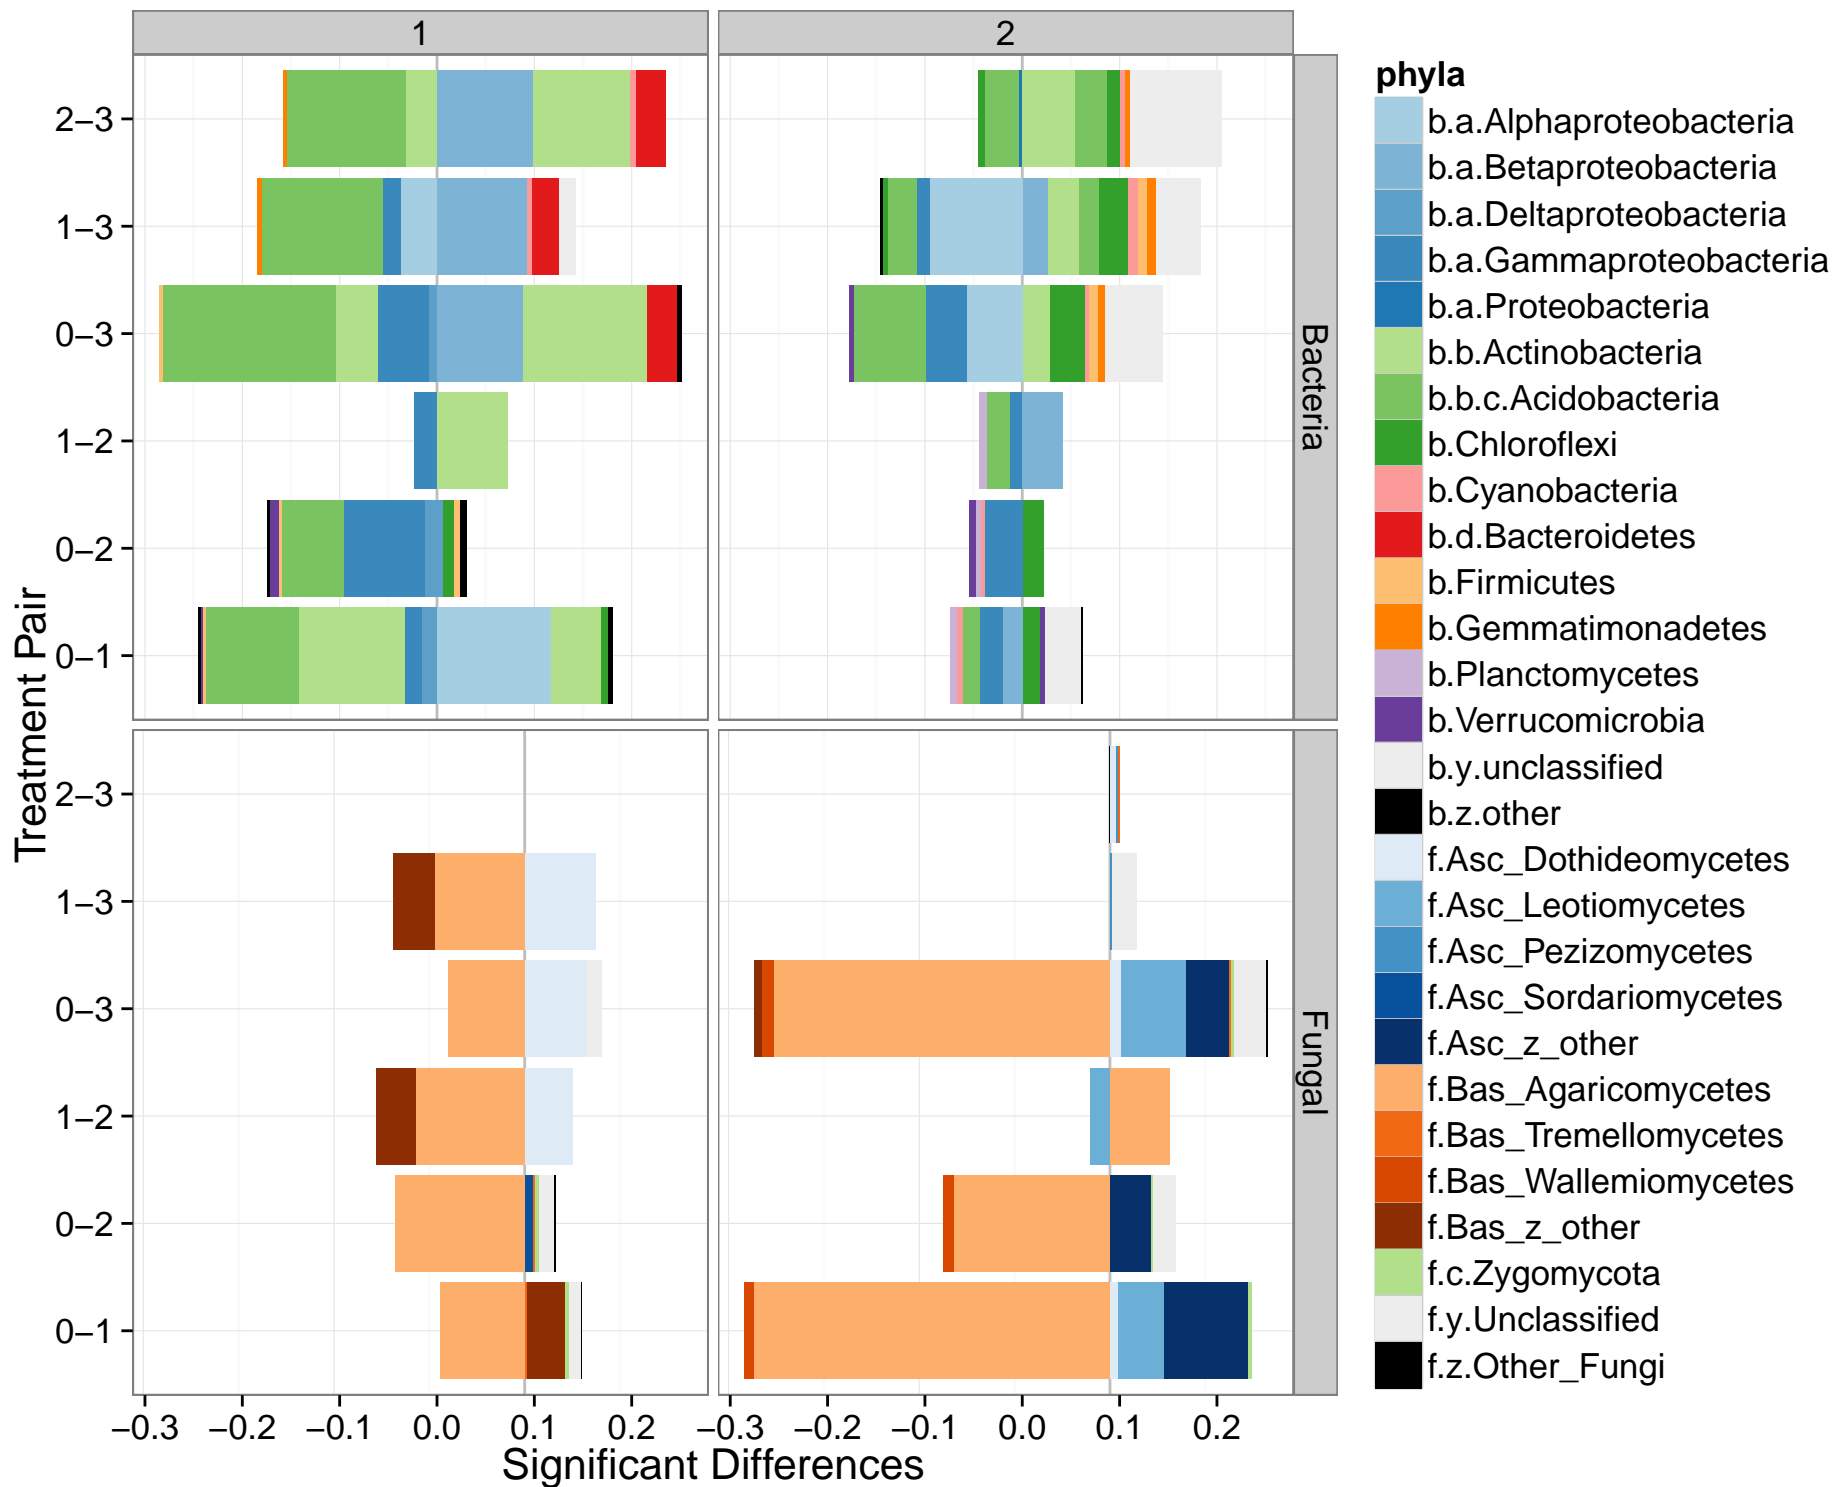 1
2
2–3
1–3
0–3
1–2
0–2
0–1
Bacteria
2–3
1–3
0–3
1–2
0–2
0–1
Fungal
Treatment Pair
−0.3 −0.2 −0.1 0.0 0.1 0.2
−0.3 −0.2 −0.1 0.0 0.1 0.2
Significant Differences
phyla
b.a.Alphaproteobacteria
b.a.Betaproteobacteria
b.a.Deltaproteobacteria
b.a.Gammaproteobacteria
b.a.Proteobacteria
b.b.Actinobacteria
b.b.c.Acidobacteria
b.Chloroflexi
b.Cyanobacteria
b.d.Bacteroidetes
b.Firmicutes
b.Gemmatimonadetes
b.Planctomycetes
b.Verrucomicrobia
b.y.unclassified
b.z.other
f.Asc_Dothideomycetes
f.Asc_Leotiomycetes
f.Asc_Pezizomycetes
f.Asc_Sordariomycetes
f.Asc_z_other
f.Bas_Agaricomycetes
f.Bas_Tremellomycetes
f.Bas_Wallemiomycetes
f.Bas_z_other
f.c.Zygomycota
f.y.Unclassified
f.z.Other_Fungi